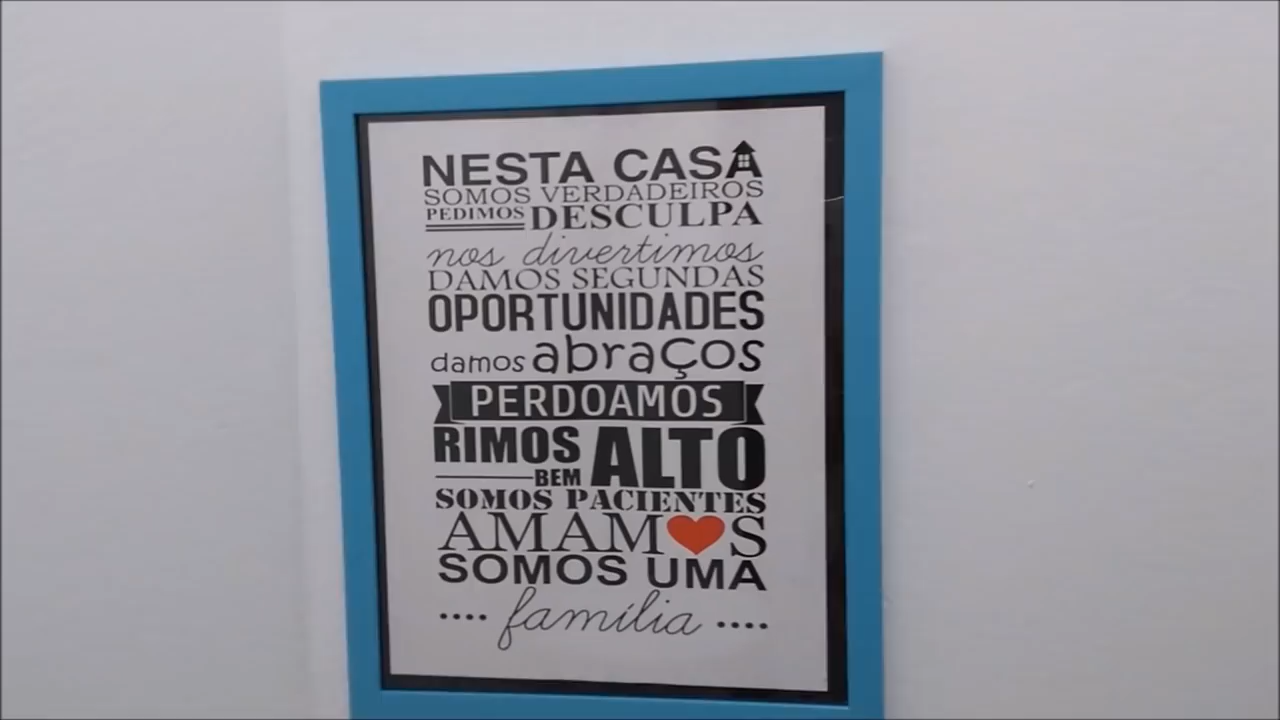 NESTA CASA
SOMOS VERDADEIROS
PEDIMOS DESCULPA
nos divertimos
DAMOS SEGUNDAS
OPORTUNIDADES
damos abraços
PERDOAMOS
RIMOS BEM ALTO
SOMOS PACIENTES
AMAM♥S
SOMOS UMA
.... família ....